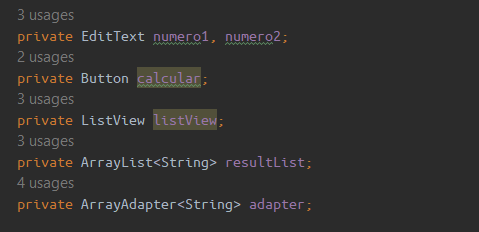 3 usages
private EditText numero1, numero2;
2 usages
private Button calcular;
3 usages
private ListView listView;
3 usages
private ArrayList<String> resultList;
4 usages
private ArrayAdapter<String> adapter;